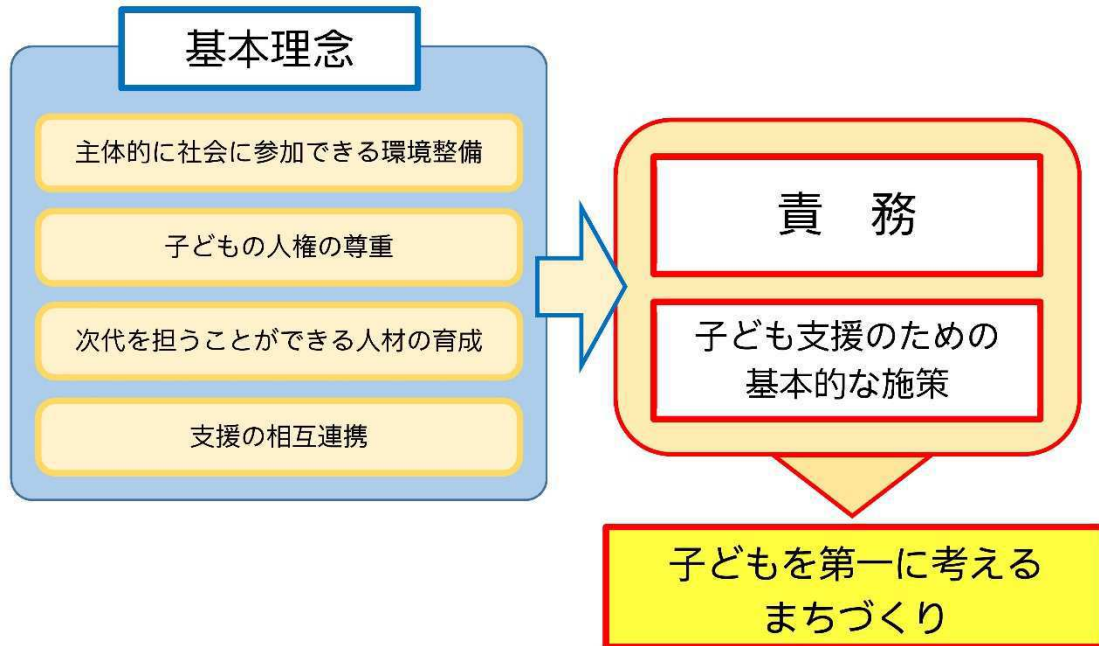 基本理念
主体的に社会に参加できる環境整備
子どもの人権の尊重
次代を担うことができる人材の育成
支援の相互連携
責　務
子ども支援のための
基本的な施策
子どもを第一に考える
まちづくり